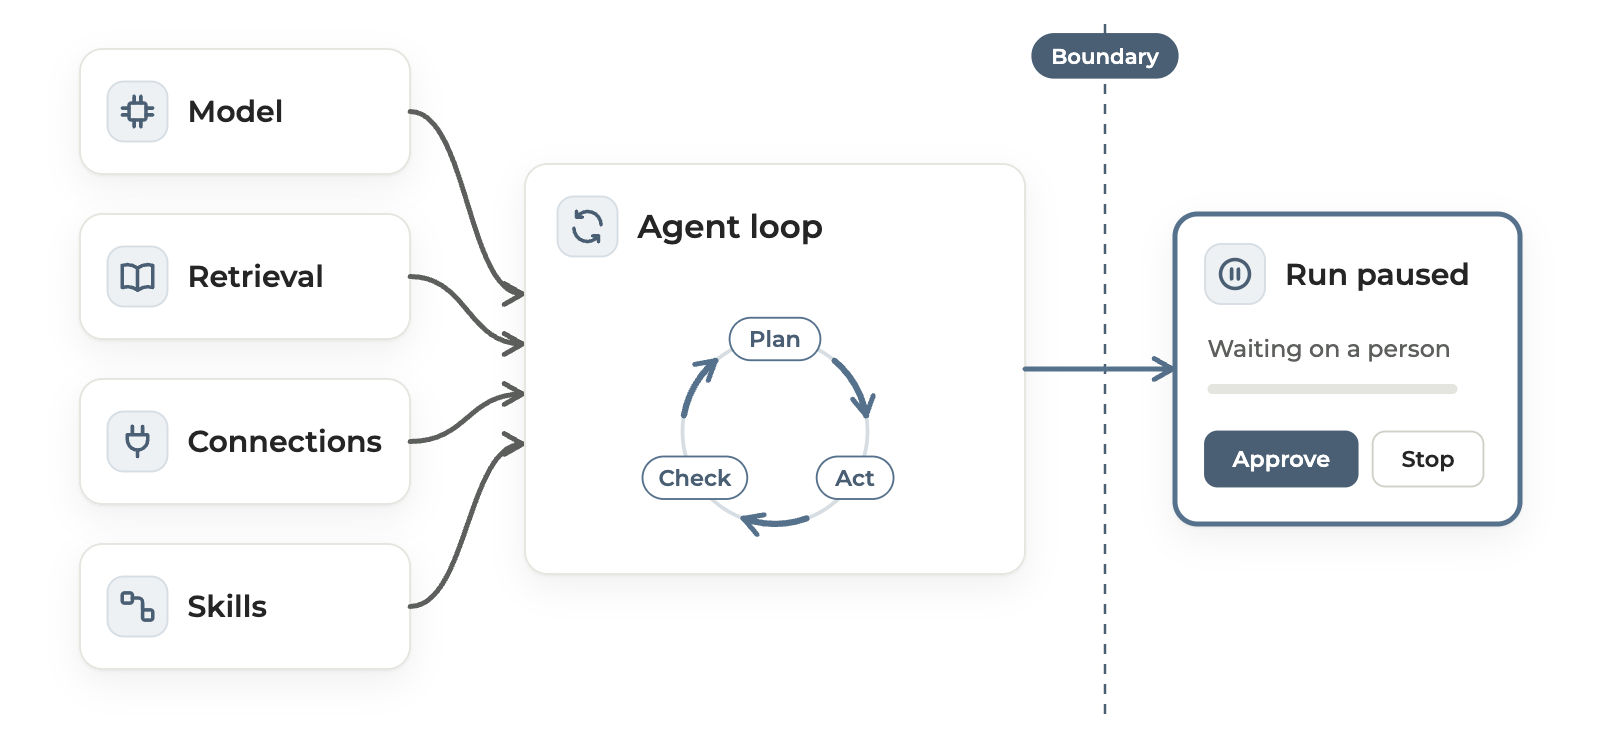 Model
Retrieval
Connections
Skills
Agent loop
Plan
Act
Check
Boundary
Run paused
Waiting on a person
Approve
Stop